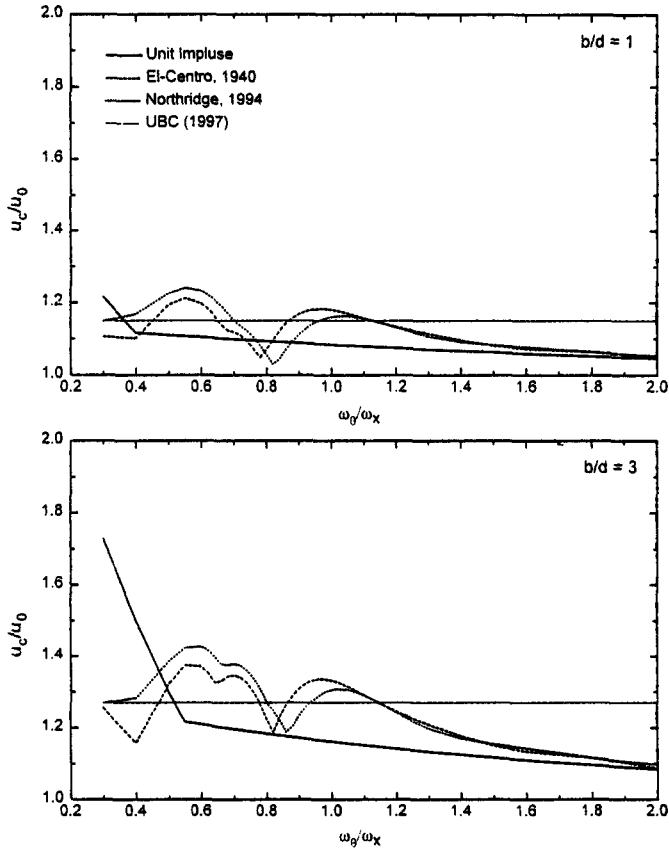 2.0
b/d = 1
Unit Impluse
El-Centro, 1940
Northridge, 1994
UBC (1997)
1.8
1.6
1.4
1.2
1.0
u_c/u_0
0.2 0.4 0.6 0.8 1.0 1.2 1.4 1.6 1.8 2.0
ω_θ/ω_x
2.0
b/d = 3
1.8
1.6
1.4
1.2
1.0
u_c/u_0
0.2 0.4 0.6 0.8 1.0 1.2 1.4 1.6 1.8 2.0
ω_θ/ω_x